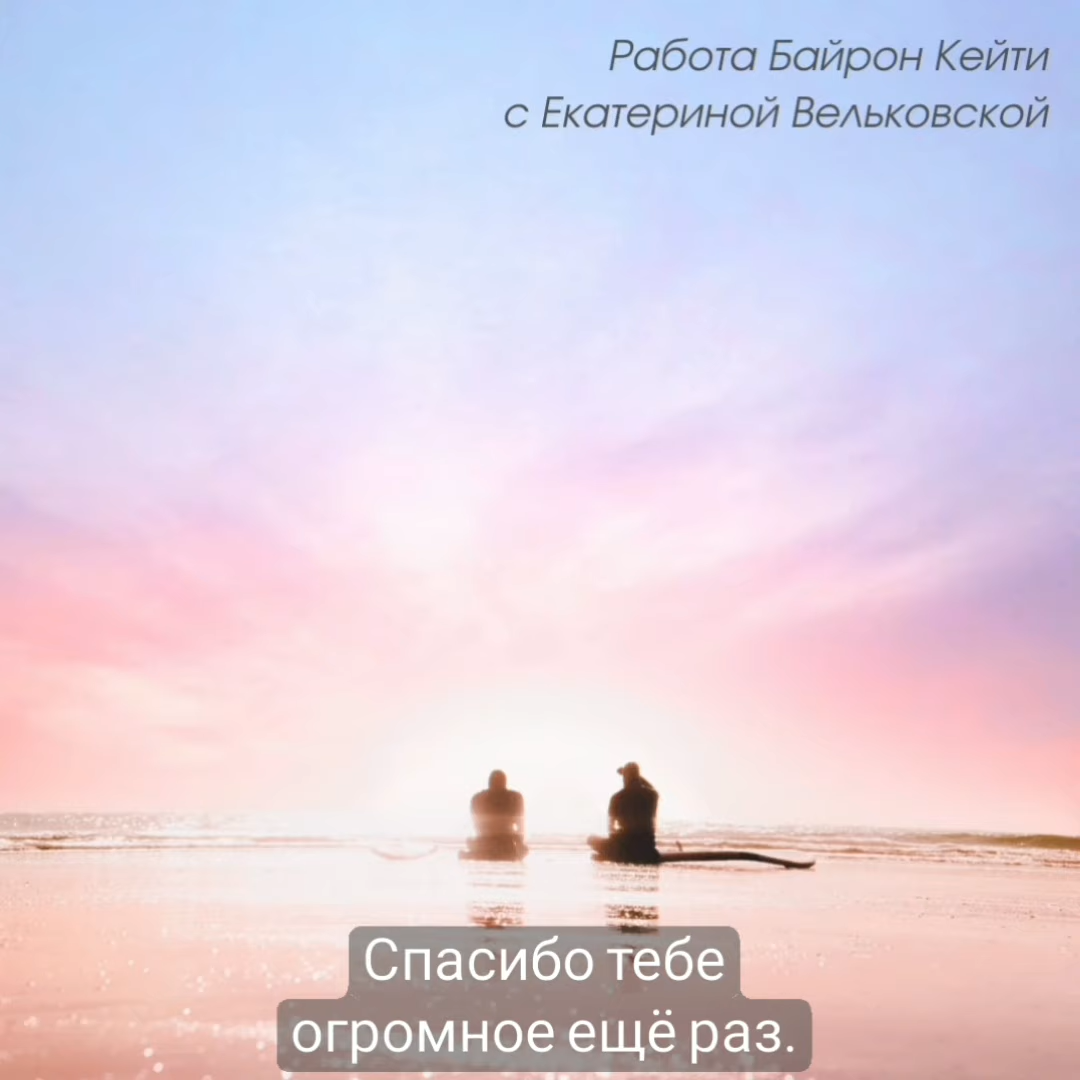 Работа Байрон Кейти
с Екатериной Вельковской
Спасибо тебе
огромное ещё раз.